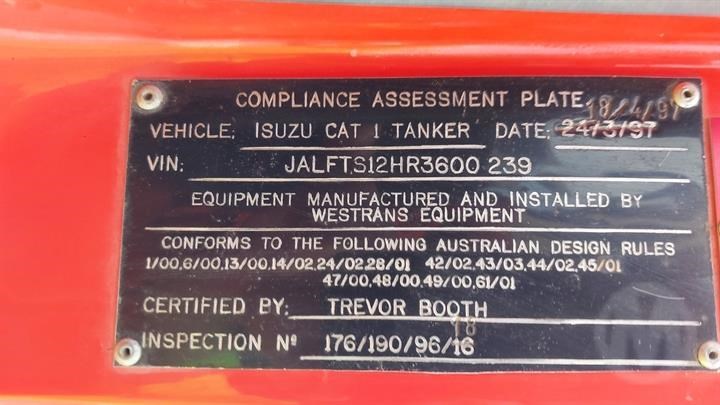 COMPLIANCE ASSESSMENT PLATE
18/4/97
VEHICLE: ISUZU CAT 1 TANKER DATE: 24/3/97
VIN: JALFTS12HR3600 239
EQUIPMENT MANUFACTURED AND INSTALLED BY
WESTRANS EQUIPMENT
CONFORMS TO THE FOLLOWING AUSTRALIAN DESIGN RULES
1/00,6/00,13/00,14/02,24/02,28/01 42/02,43/03,44/02,45/01
47/00,48/00,49/00,61/01
CERTIFIED BY: TREVOR BOOTH
18
INSPECTION Nº 176/190/96/16